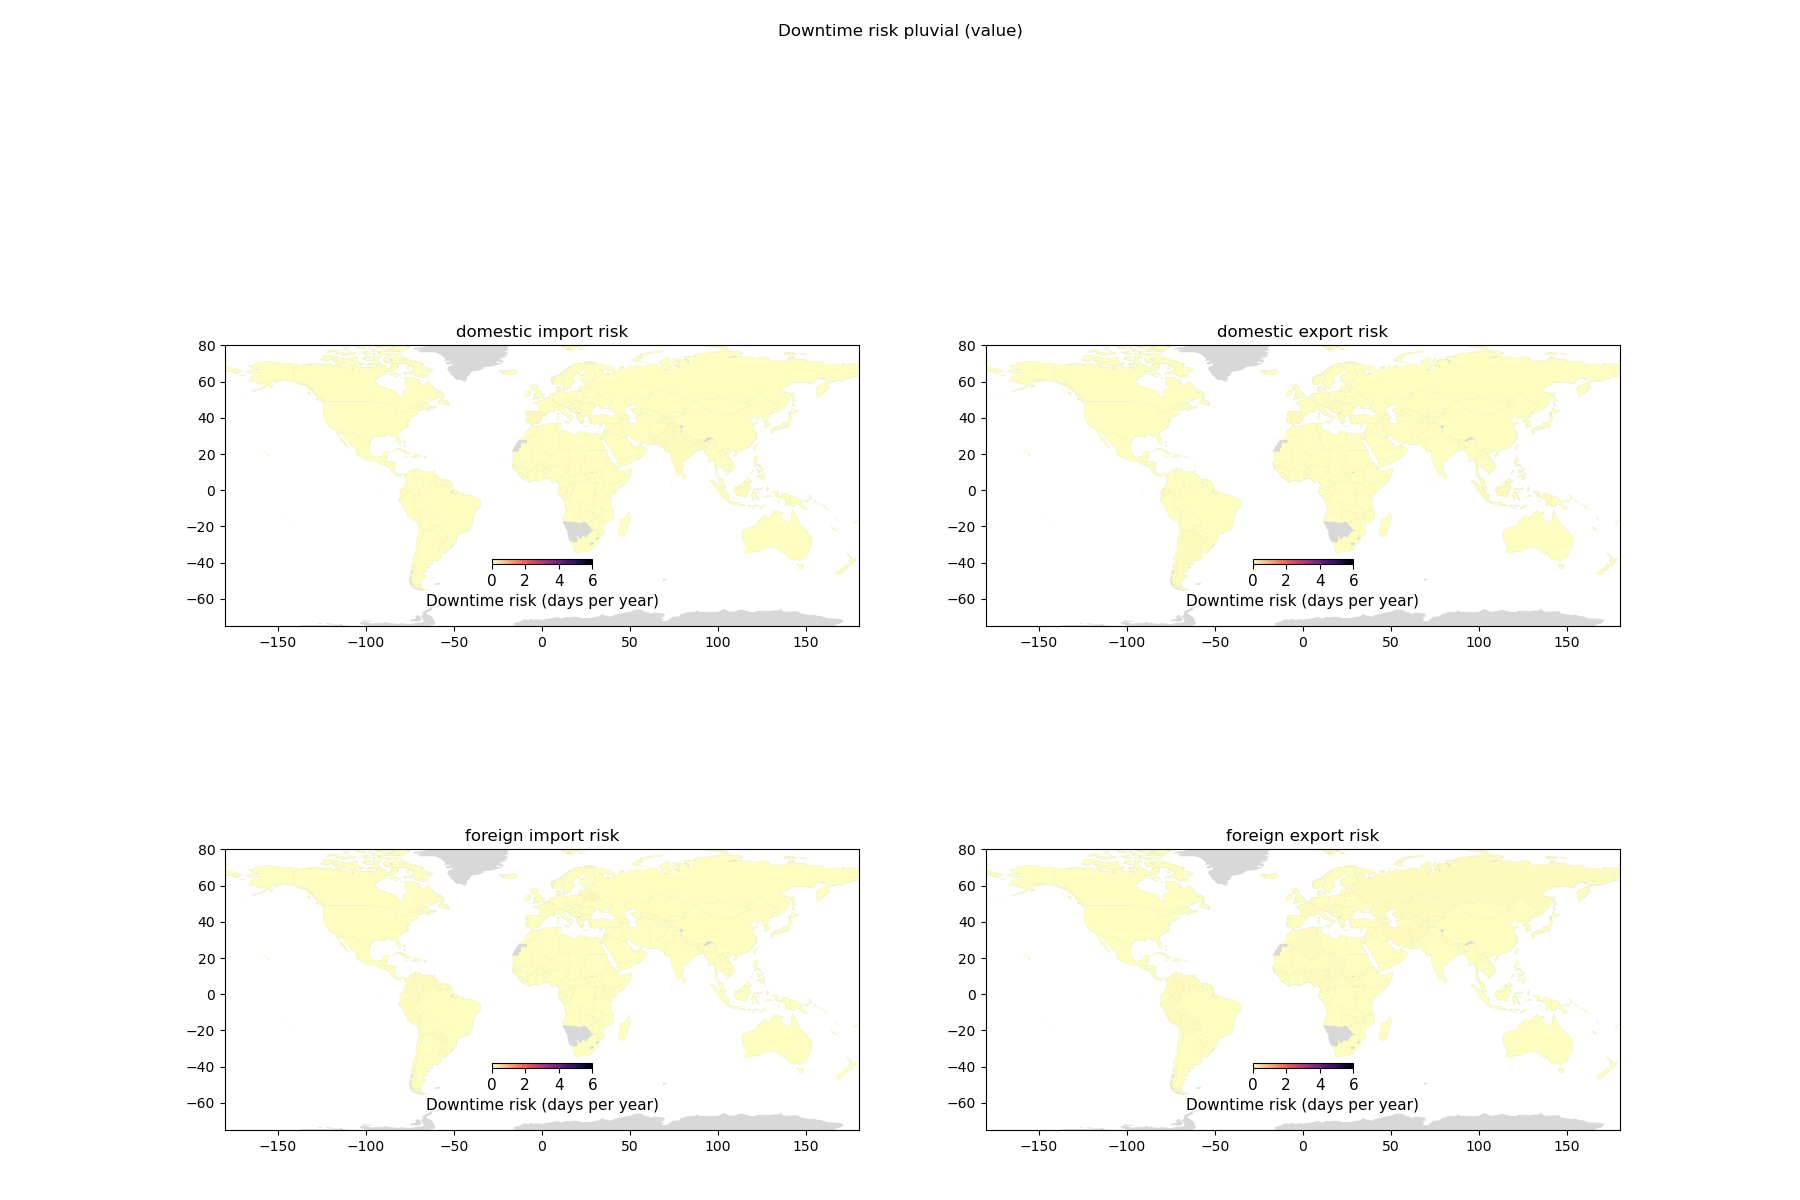 Downtime risk pluvial (value)
domestic import risk
80
60
40
20
0
−20
−40
−60
0 2 4 6
Downtime risk (days per year)
−150 −100 −50 0 50 100 150
domestic export risk
80
60
40
20
0
−20
−40
−60
0 2 4 6
Downtime risk (days per year)
−150 −100 −50 0 50 100 150
foreign import risk
80
60
40
20
0
−20
−40
−60
0 2 4 6
Downtime risk (days per year)
−150 −100 −50 0 50 100 150
foreign export risk
80
60
40
20
0
−20
−40
−60
0 2 4 6
Downtime risk (days per year)
−150 −100 −50 0 50 100 150